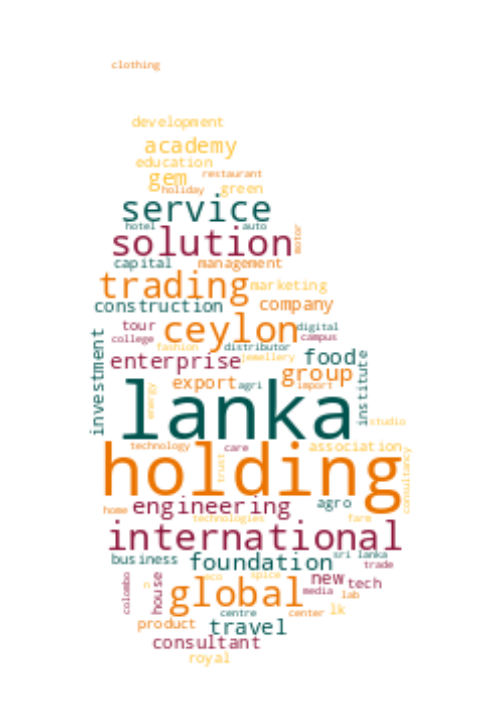 clothing
development
academy
education
gem restaurant
holiday green
service
hotel auto
solution motor
capital management
trading marketing
construction company
tour ceylon digital
college campus
fashion distributor
investment enterprise jewellery food
group institute
export agri import
energy
lanka
studio
technology care association
holding
trust consultancy
engineering agro
home technologies fare
international
business foundation sri lanka
trade
colombo house eco spice new tech
n media lab
global
centre center lk
product travel
consultant
royal